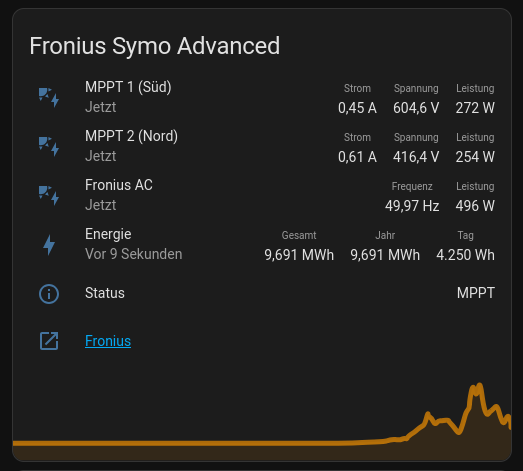 Fronius Symo Advanced
MPPT 1 (Süd) Strom Spannung Leistung
Jetzt 0,45 A 604,6 V 272 W
MPPT 2 (Nord) Strom Spannung Leistung
Jetzt 0,61 A 416,4 V 254 W
Fronius AC Frequenz Leistung
Jetzt 49,97 Hz 496 W
Energie Gesamt Jahr Tag
Vor 9 Sekunden 9,691 MWh 9,691 MWh 4.250 Wh
Status MPPT
Fronius